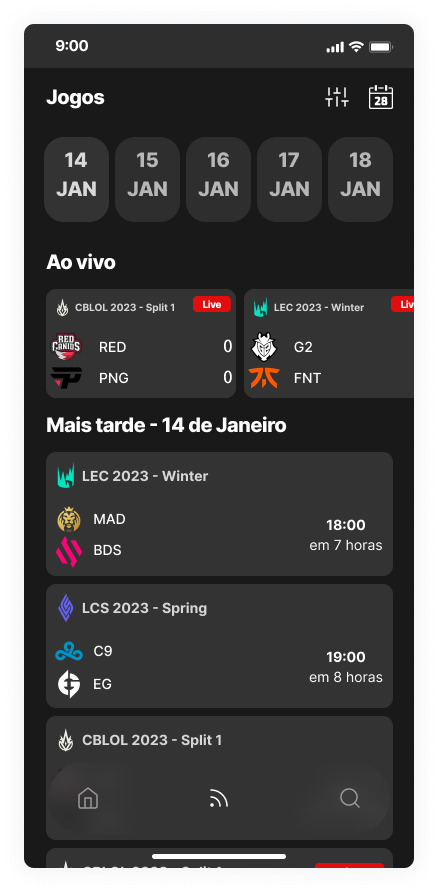 9:00
Jogos
28
14 JAN
15 JAN
16 JAN
17 JAN
18 JAN
Ao vivo
CBLOL 2023 - Split 1
Live
RED CANIDS
RED
0
PNG
0
LEC 2023 - Winter
Liv
G2
FNT
Mais tarde - 14 de Janeiro
LEC 2023 - Winter
MAD
BDS
18:00
em 7 horas
LCS 2023 - Spring
C9
EG
19:00
em 8 horas
CBLOL 2023 - Split 1